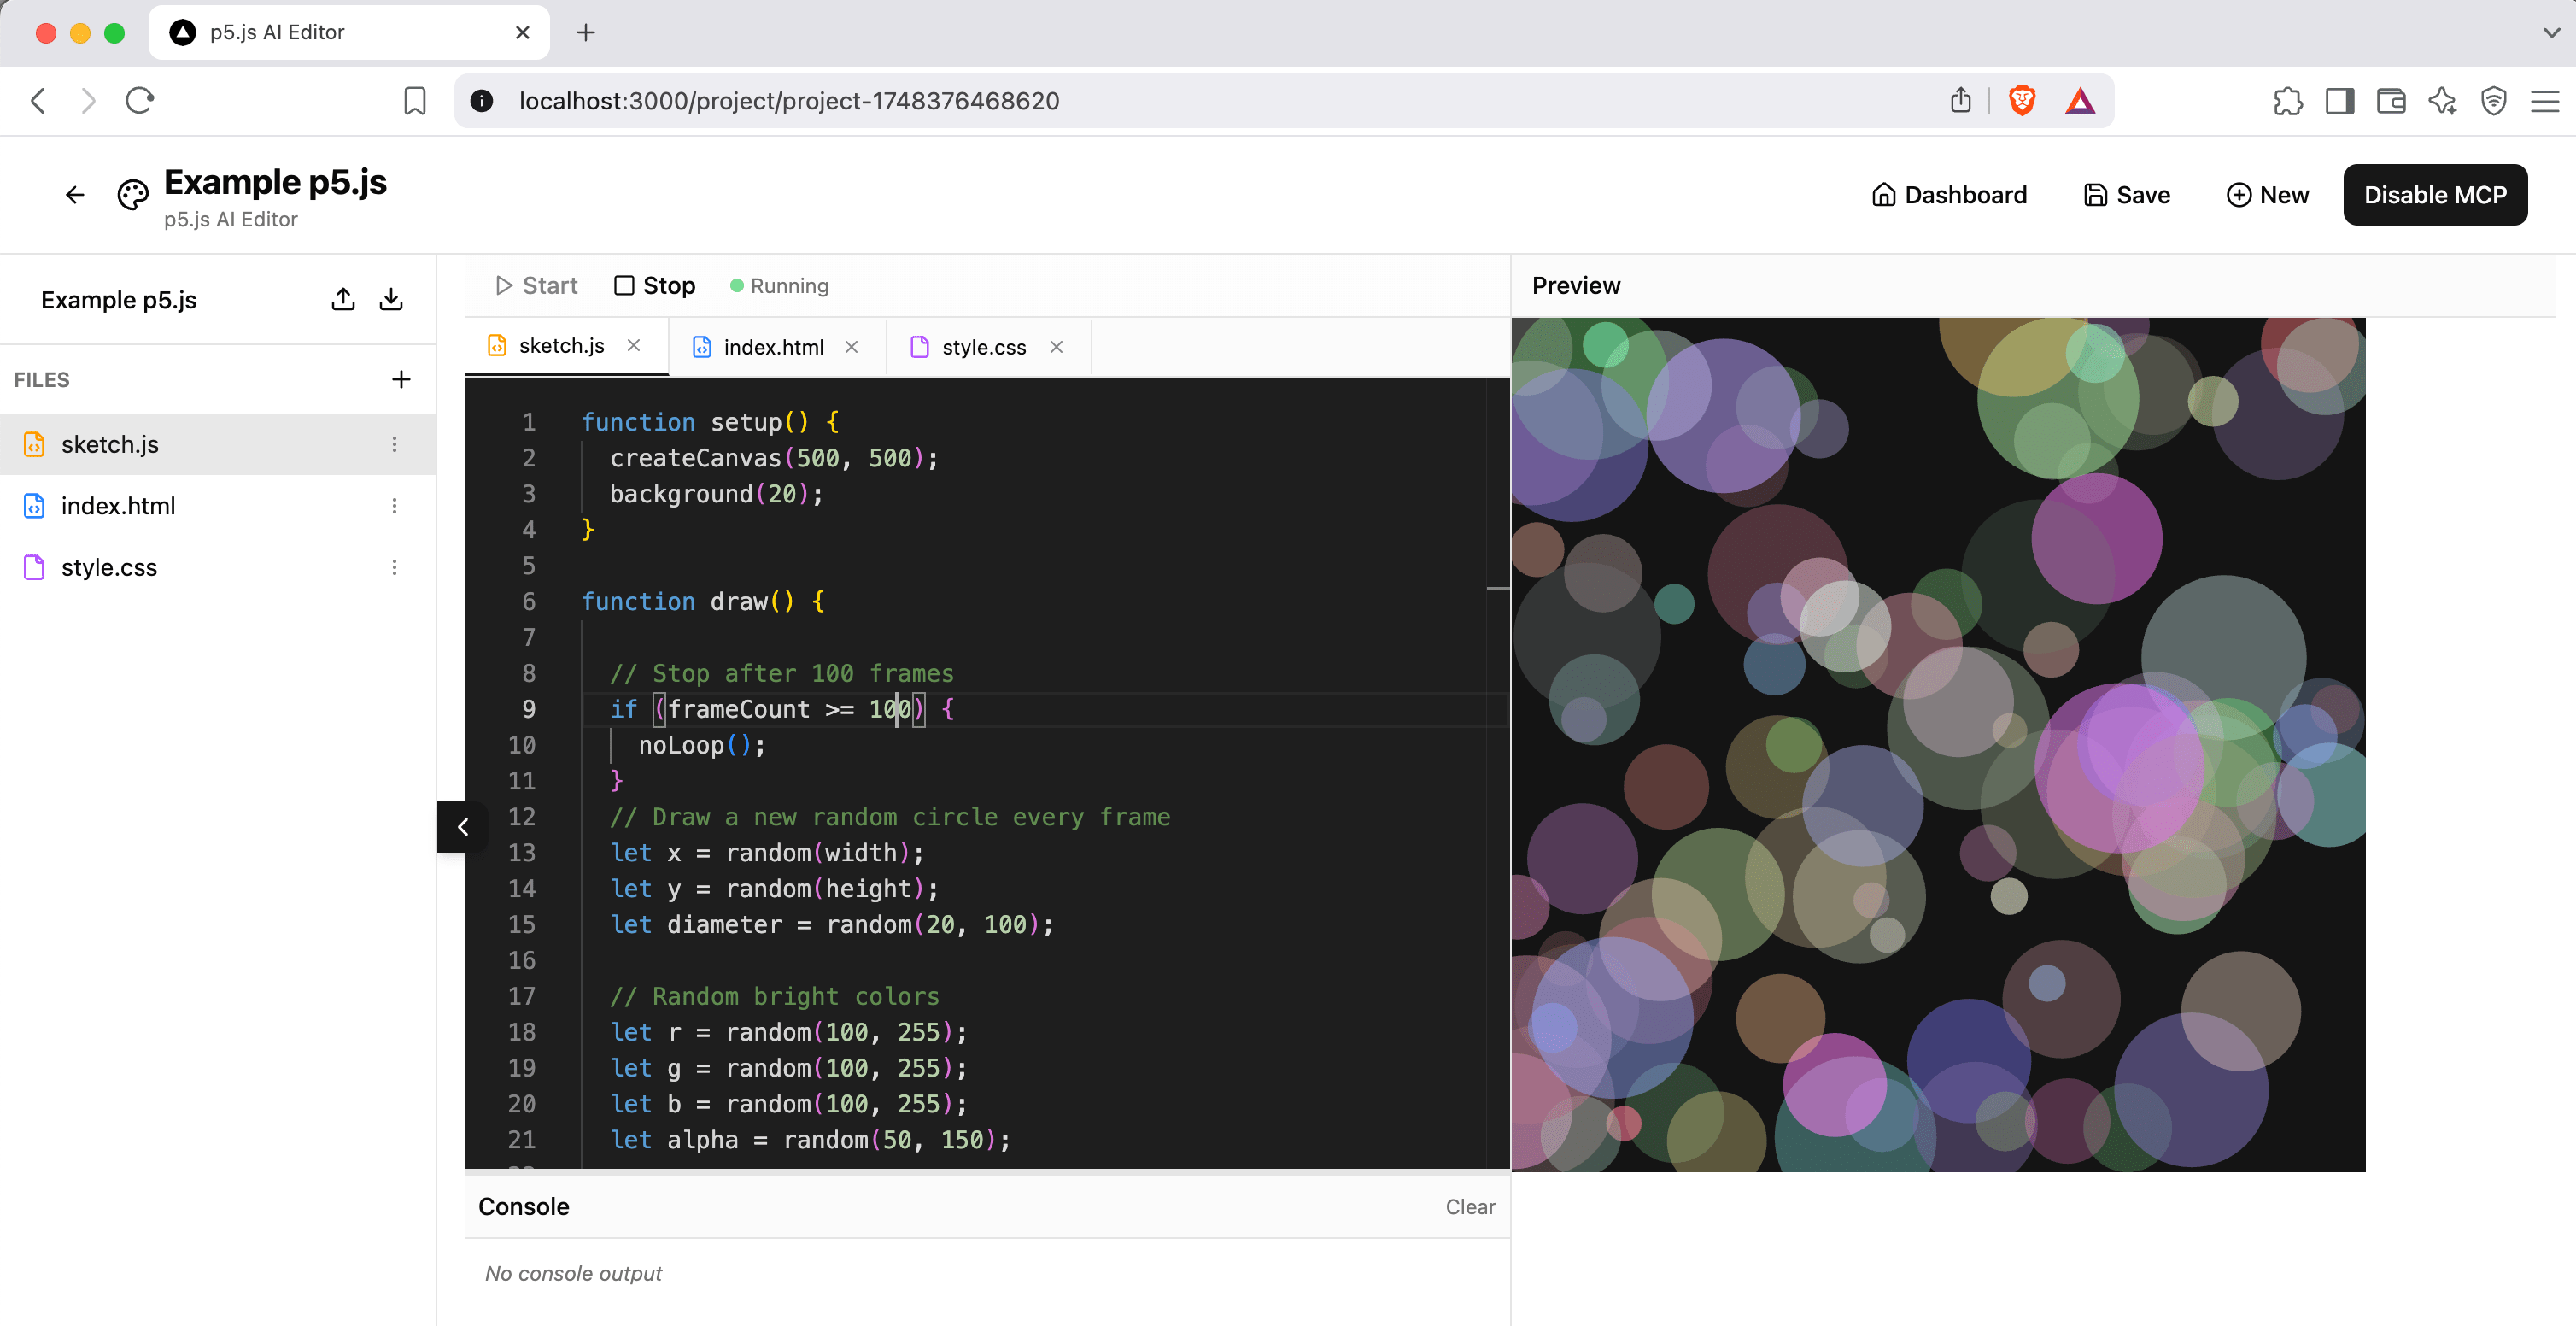 p5.js AI Editor
localhost:3000/project/project-1748376468620
Example p5.js
p5.js AI Editor
Dashboard
Save
New
Disable MCP
Example p5.js
FILES
sketch.js
index.html
style.css
Start
Stop
Running
sketch.js
index.html
style.css
1 function setup() {
2 createCanvas(500, 500);
3 background(20);
4 }
5
6 function draw() {
7
8 // Stop after 100 frames
9 if (frameCount >= 100) {
10 noLoop();
11 }
12 // Draw a new random circle every frame
13 let x = random(width);
14 let y = random(height);
15 let diameter = random(20, 100);
16
17 // Random bright colors
18 let r = random(100, 255);
19 let g = random(100, 255);
20 let b = random(100, 255);
21 let alpha = random(50, 150);
Console
Clear
No console output
Preview